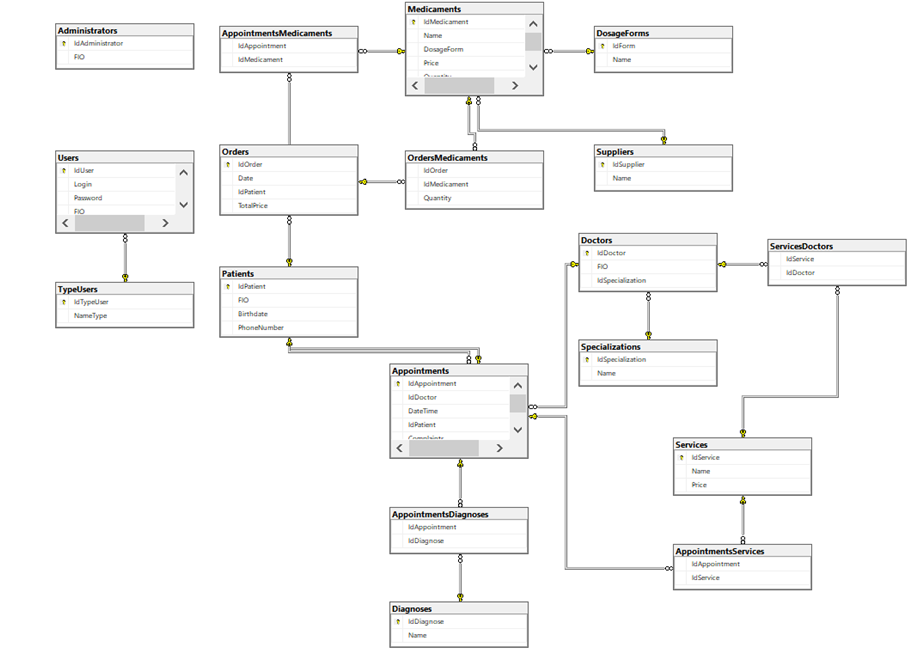 Administrators
IdAdministrator
FIO
AppointmentsMedicaments
IdAppointment
IdMedicament
Medicaments
IdMedicament
Name
DosageForm
Price
Quantity
DosageForms
IdForm
Name
Users
IdUser
Login
Password
FIO
Orders
IdOrder
Date
IdPatient
TotalPrice
OrdersMedicaments
IdOrder
IdMedicament
Quantity
Suppliers
IdSupplier
Name
TypeUsers
IdTypeUser
NameType
Patients
IdPatient
FIO
Birthdate
PhoneNumber
Doctors
IdDoctor
FIO
IdSpecialization
ServicesDoctors
IdService
IdDoctor
Specializations
IdSpecialization
Name
Appointments
IdAppointment
IdDoctor
DateTime
IdPatient
Complaints
Services
IdService
Name
Price
AppointmentsDiagnoses
IdAppointment
IdDiagnose
AppointmentsServices
IdAppointment
IdService
Diagnoses
IdDiagnose
Name